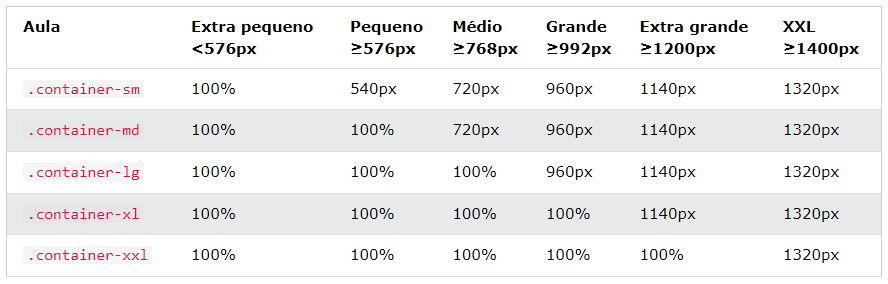 Aula Extra pequeno Pequeno Médio Grande Extra grande XXL
<576px ≥576px ≥768px ≥992px ≥1200px ≥1400px
.container-sm 100% 540px 720px 960px 1140px 1320px
.container-md 100% 100% 720px 960px 1140px 1320px
.container-lg 100% 100% 100% 960px 1140px 1320px
.container-xl 100% 100% 100% 100% 1140px 1320px
.container-xxl 100% 100% 100% 100% 100% 1320px